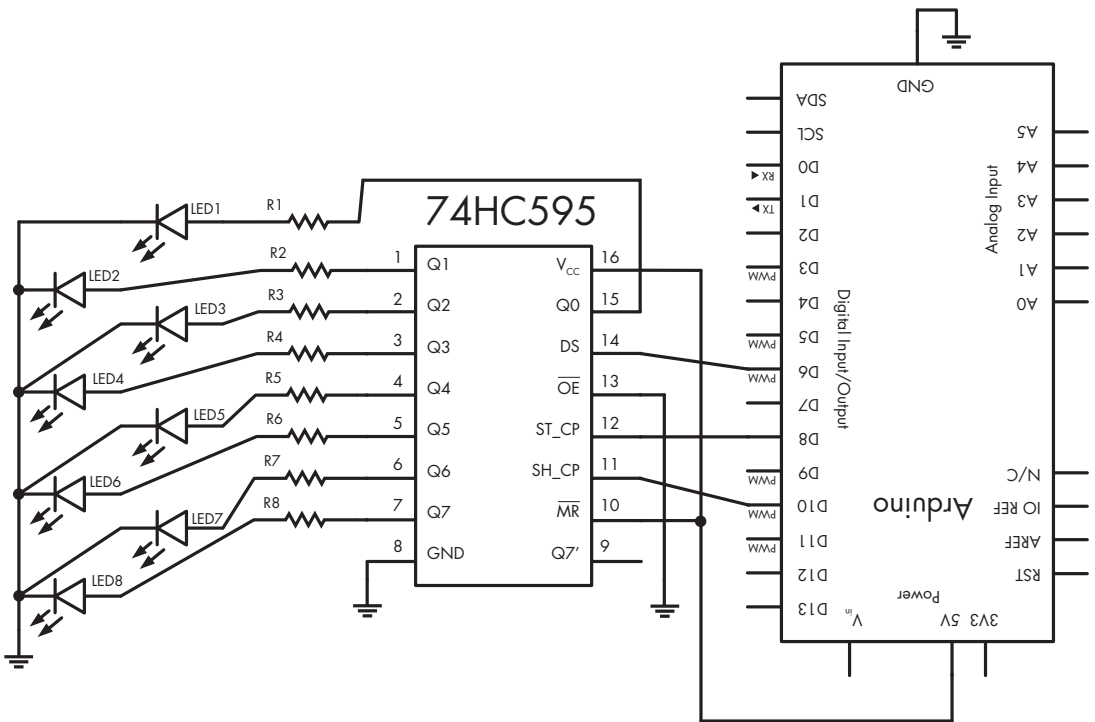 74HC595
LED1
R1
LED2
R2
LED3
R3
LED4
R4
LED5
R5
LED6
R6
LED7
R7
LED8
R8
1 Q1
2 Q2
3 Q3
4 Q4
5 Q5
6 Q6
7 Q7
8 GND
VCC 16
Q0 15
DS 14
OE 13
ST_CP 12
SH_CP 11
MR 10
Q7' 9
GND
SDA
SCL
D0
RX
D1
TX
D2
D3
PWM
D4
D5
PWM
D6
PWM
D7
D8
D9
PWM
D10
PWM
D11
PWM
D12
D13
Digital Input/Output
Arduino
Analog Input
A5
A4
A3
A2
A1
A0
N/C
IO REF
AREF
RST
Power
Vin
5V
3V3